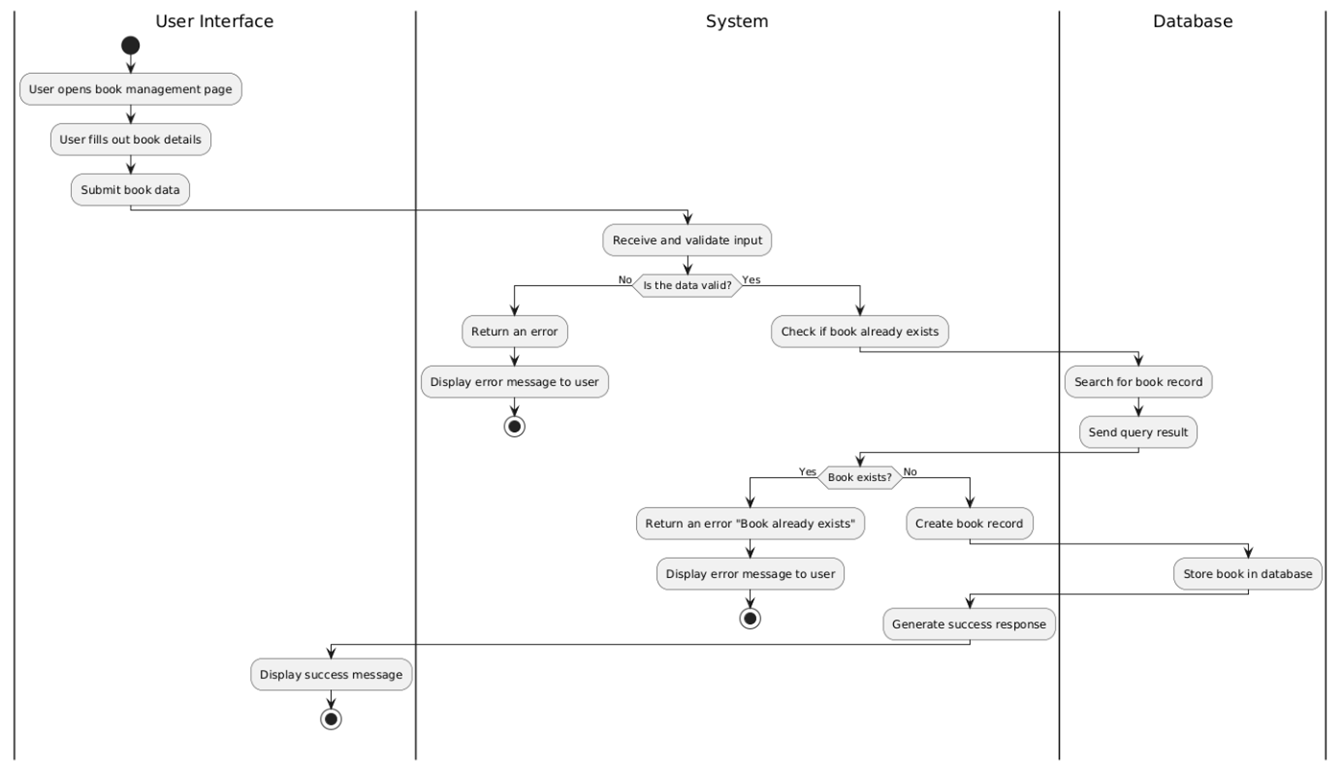 User Interface
System
Database
User opens book management page
User fills out book details
Submit book data
Receive and validate input
No
Is the data valid?
Yes
Return an error
Check if book already exists
Display error message to user
Search for book record
Send query result
Yes
Book exists?
No
Return an error "Book already exists"
Create book record
Display error message to user
Store book in database
Generate success response
Display success message